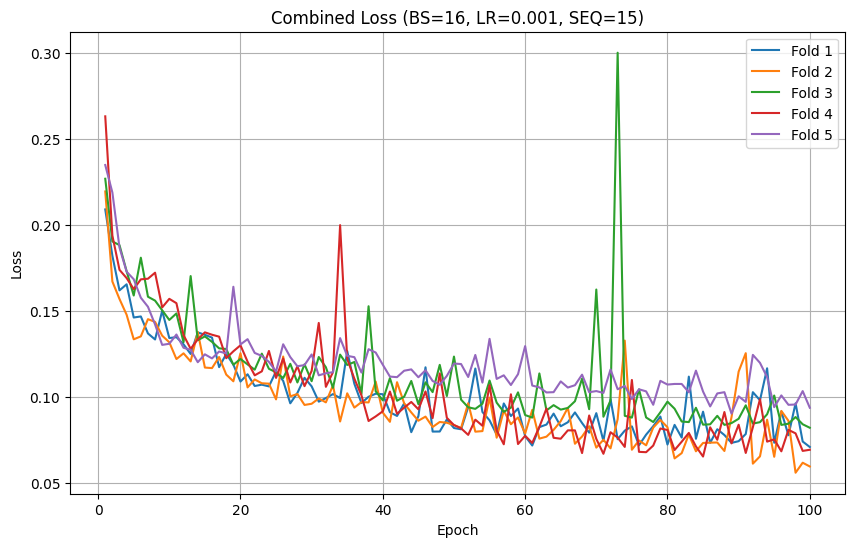 Combined Loss (BS=16, LR=0.001, SEQ=15)
Fold 1
Fold 2
Fold 3
Fold 4
Fold 5
Loss
0.30
0.25
0.20
0.15
0.10
0.05
0 20 40 60 80 100
Epoch